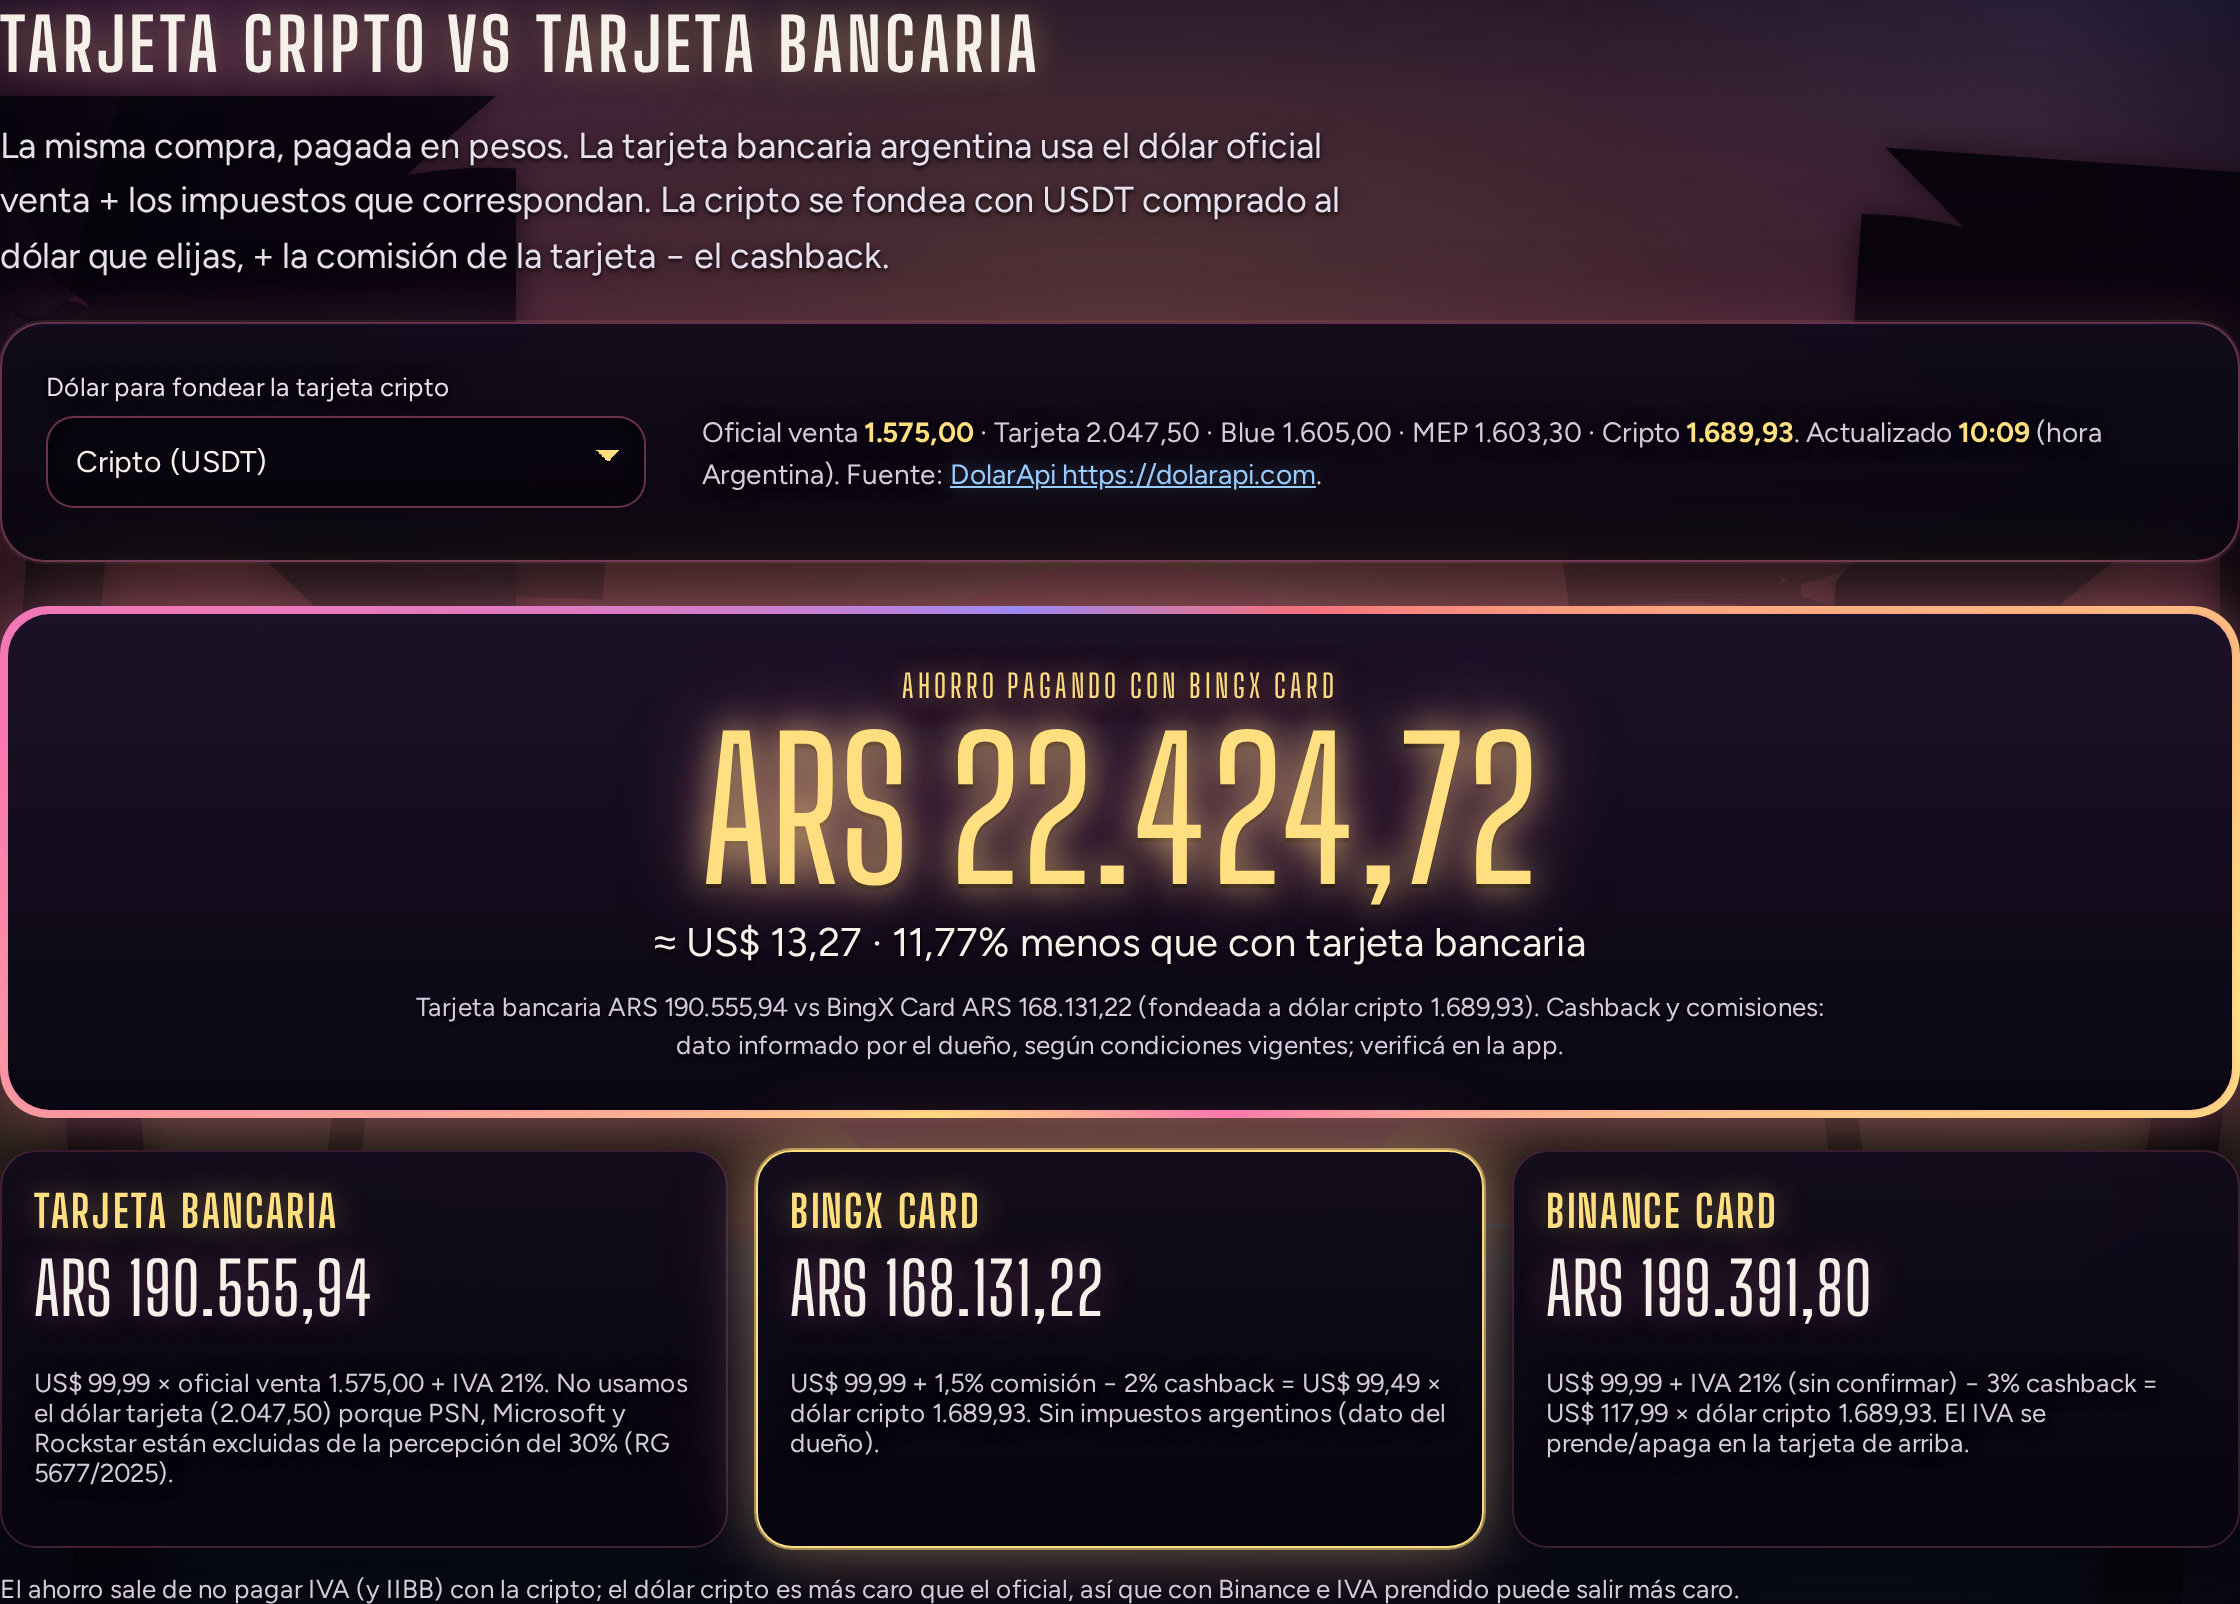 TARJETA CRIPTO VS TARJETA BANCARIA
La misma compra, pagada en pesos. La tarjeta bancaria argentina usa el dólar oficial
venta + los impuestos que correspondan. La cripto se fondea con USDT comprado al
dólar que elijas, + la comisión de la tarjeta − el cashback.
Dólar para fondear la tarjeta cripto
Cripto (USDT)
Oficial venta 1.575,00 · Tarjeta 2.047,50 · Blue 1.605,00 · MEP 1.603,30 · Cripto 1.689,93. Actualizado 10:09 (hora
Argentina). Fuente: DolarApi https://dolarapi.com.
AHORRO PAGANDO CON BINGX CARD
ARS 22.424,72
≈ US$ 13,27 · 11,77% menos que con tarjeta bancaria
Tarjeta bancaria ARS 190.555,94 vs BingX Card ARS 168.131,22 (fondeada a dólar cripto 1.689,93). Cashback y comisiones:
dato informado por el dueño, según condiciones vigentes; verificá en la app.
TARJETA BANCARIA
ARS 190.555,94
US$ 99,99 × oficial venta 1.575,00 + IVA 21%. No usamos
el dólar tarjeta (2.047,50) porque PSN, Microsoft y
Rockstar están excluidas de la percepción del 30% (RG
5677/2025).
BINGX CARD
ARS 168.131,22
US$ 99,99 + 1,5% comisión − 2% cashback = US$ 99,49 ×
dólar cripto 1.689,93. Sin impuestos argentinos (dato del
dueño).
BINANCE CARD
ARS 199.391,80
US$ 99,99 + IVA 21% (sin confirmar) − 3% cashback =
US$ 117,99 × dólar cripto 1.689,93. El IVA se
prende/apaga en la tarjeta de arriba.
El ahorro sale de no pagar IVA (y IIBB) con la cripto; el dólar cripto es más caro que el oficial, así que con Binance e IVA prendido puede salir más caro.